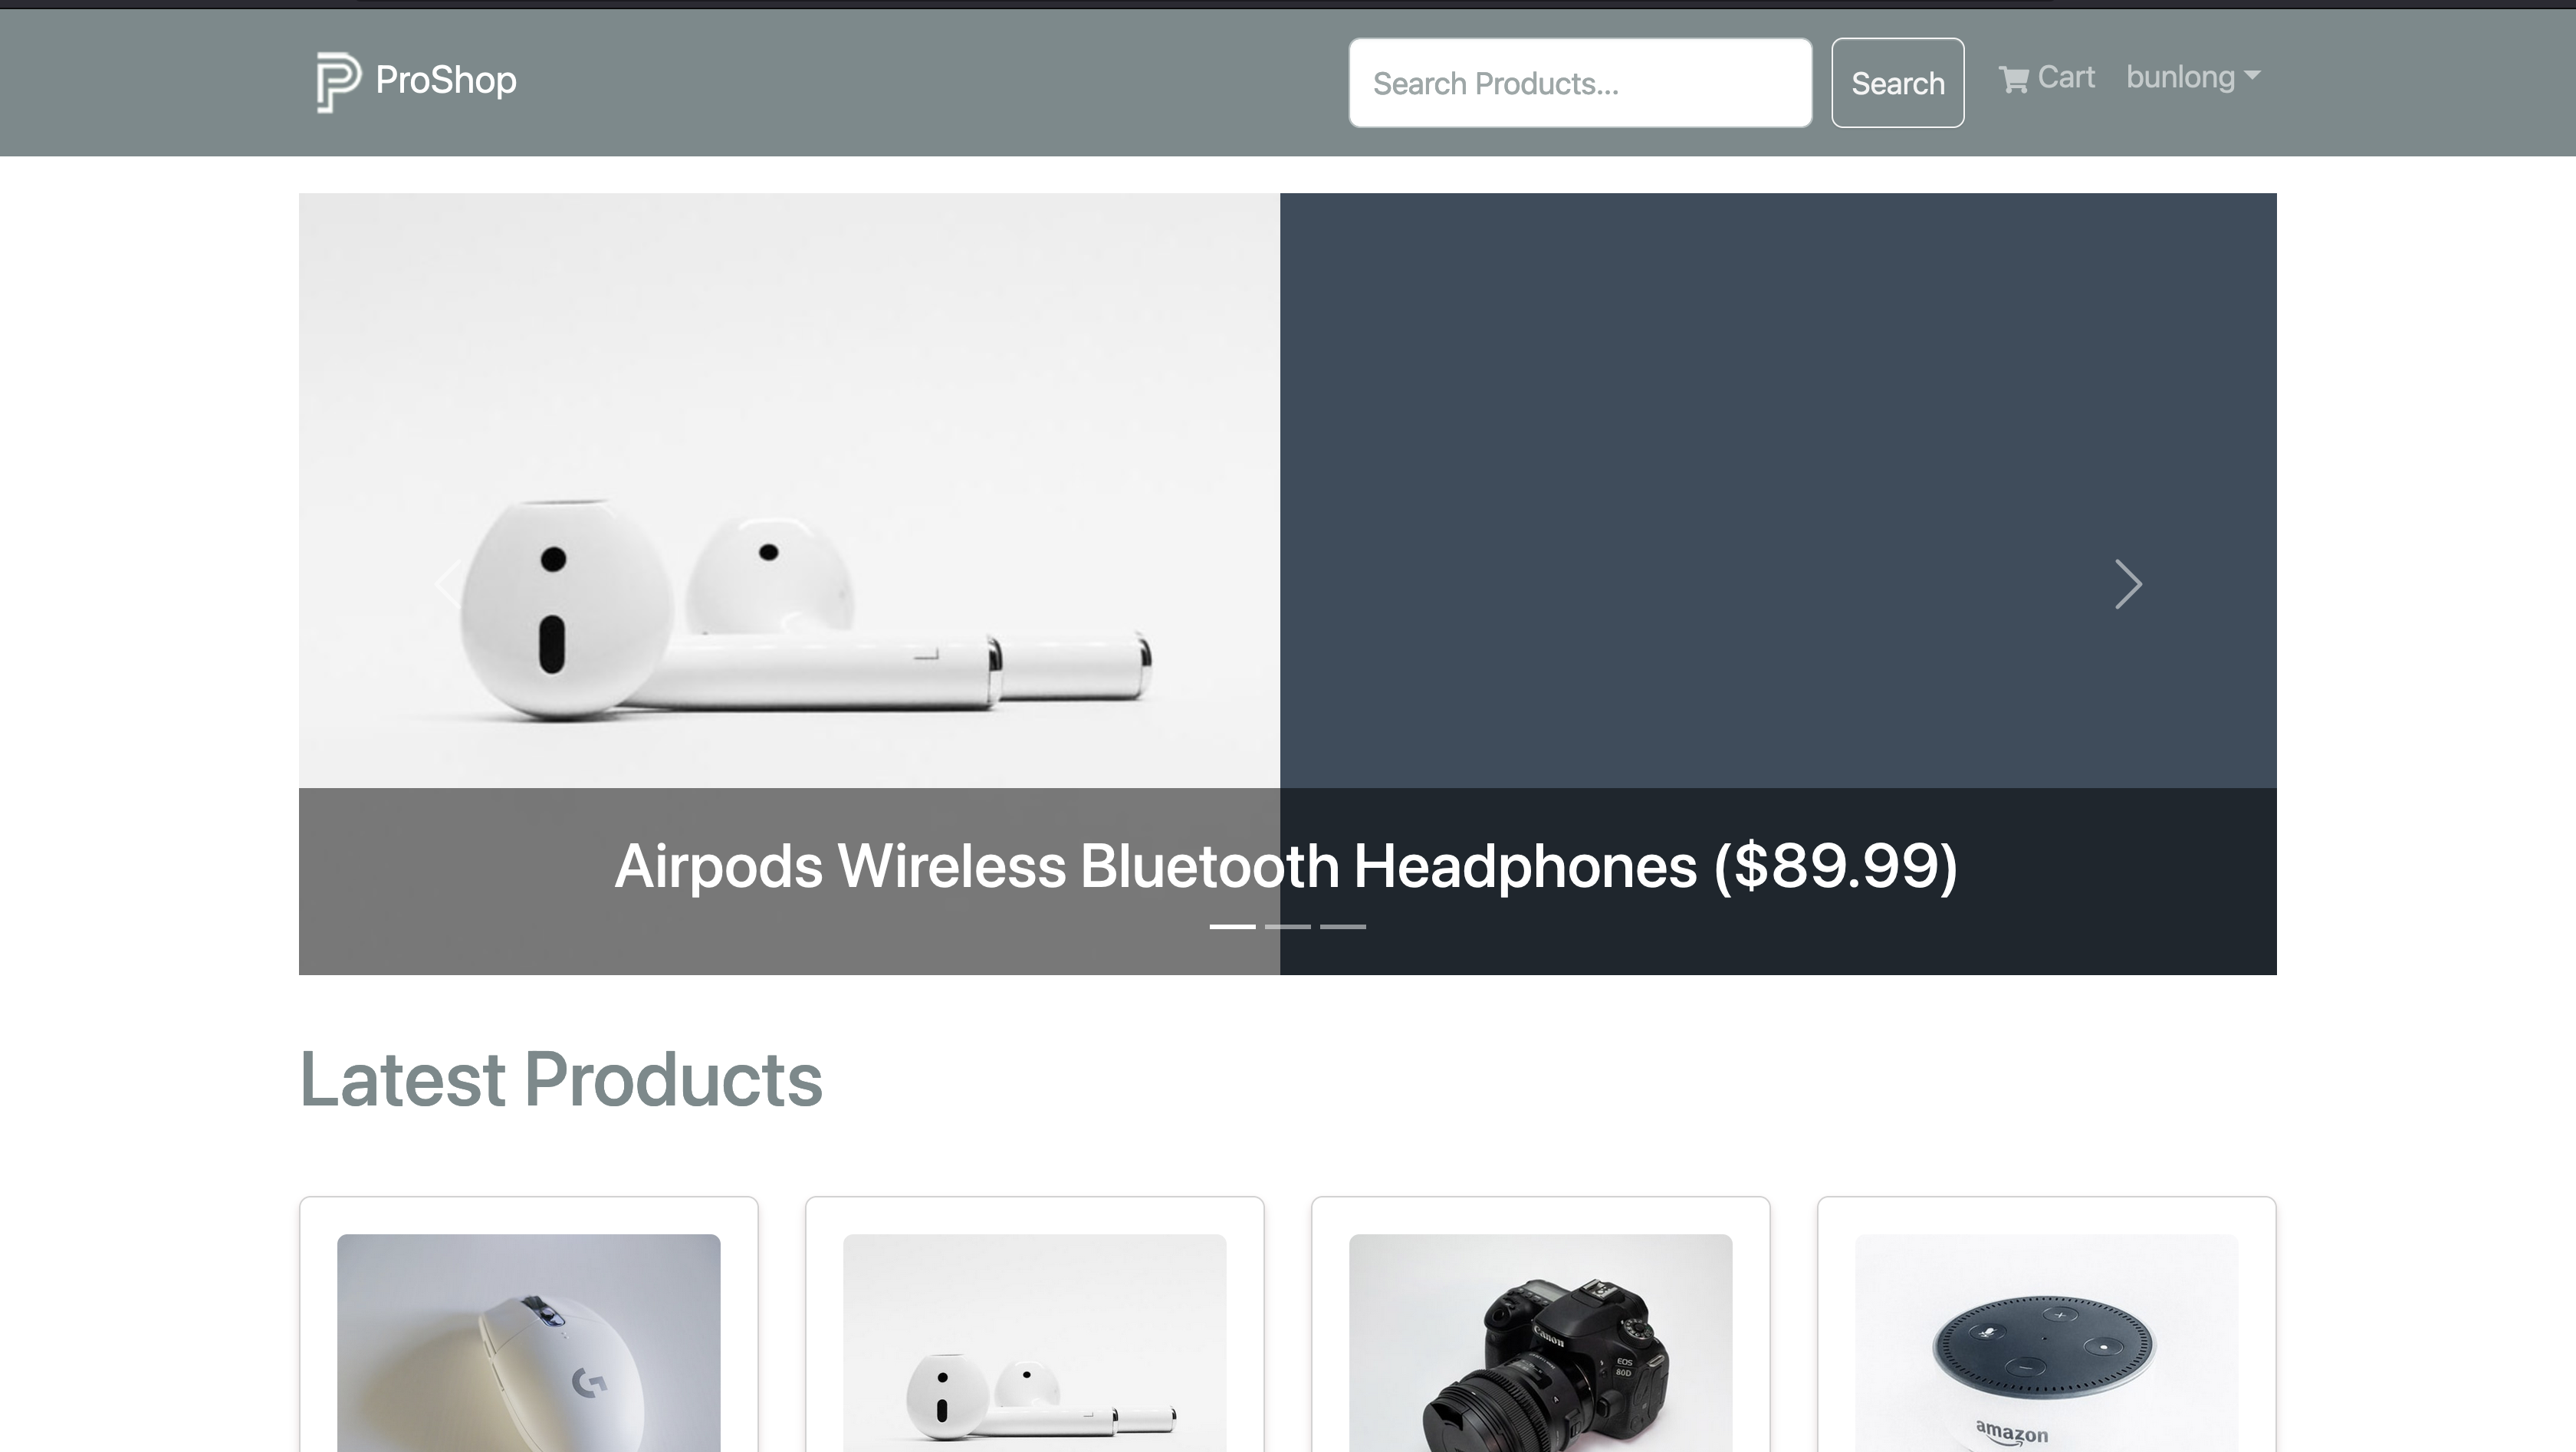 ProShop
Search Products...
Search
Cart
bunlong
Airpods Wireless Bluetooth Headphones ($89.99)
Latest Products
G
L
Canon
EOS
80D
amazon